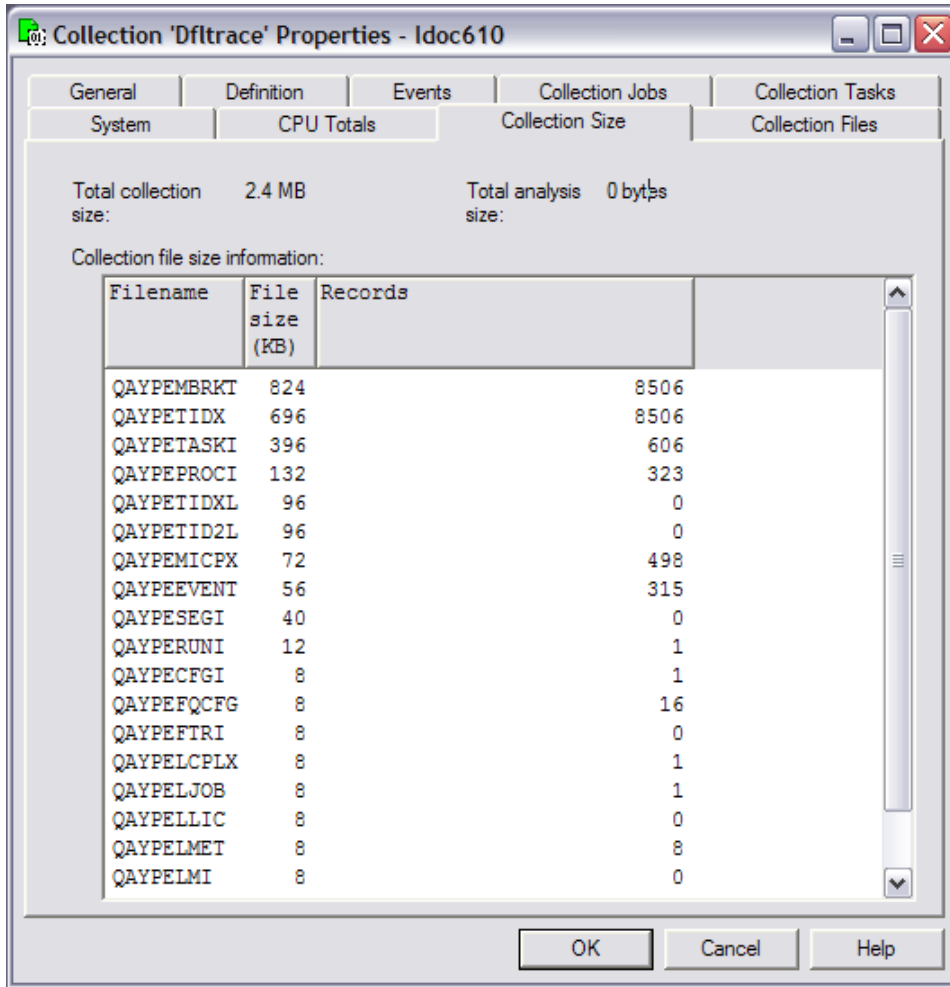 Collection 'Dfltrace' Properties - Idoc610
General Definition Events Collection Jobs Collection Tasks
System CPU Totals Collection Size Collection Files
Total collection size: 2.4 MB Total analysis size: 0 bytes
Collection file size information:
Filename File size (KB) Records
QAYPEMBRKT 824 8506
QAYPETIDX 696 8506
QAYPETASKI 396 606
QAYPEPROCI 132 323
QAYPETIDXL 96 0
QAYPETID2L 96 0
QAYPEMICPX 72 498
QAYPEEVENT 56 315
QAYPESEGI 40 0
QAYPERUNI 12 1
QAYPECFGI 8 1
QAYPEFQCFG 8 16
QAYPEFTRI 8 0
QAYPELCPLX 8 1
QAYPELJOB 8 1
QAYPELLIC 8 0
QAYPELMET 8 8
QAYPELMI 8 0
OK Cancel Help